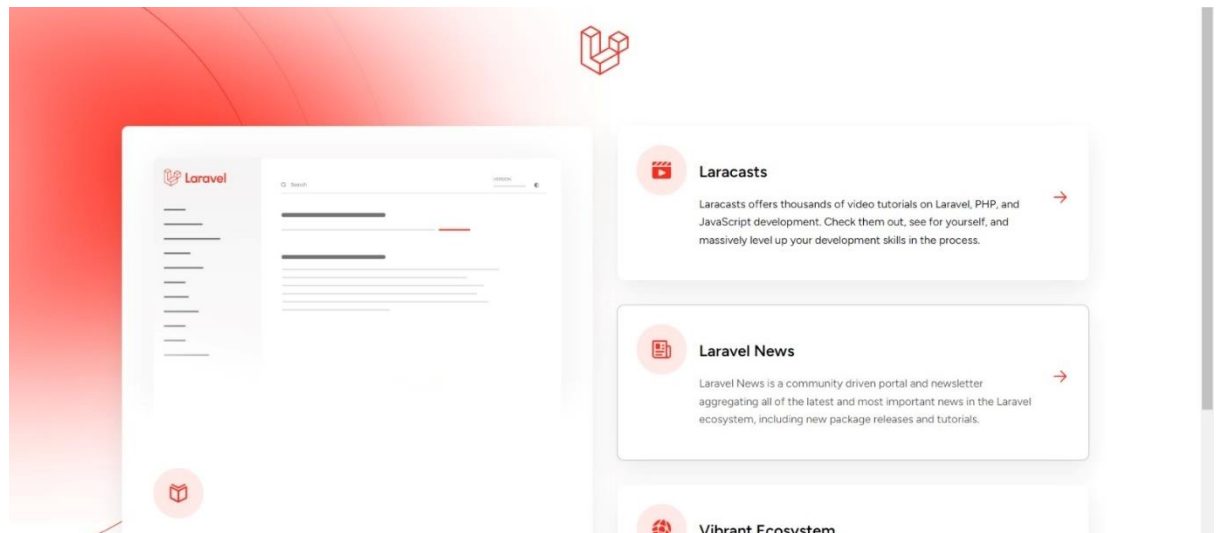 Laravel
Search
VERSION
Laracasts
Laracasts offers thousands of video tutorials on Laravel, PHP, and
JavaScript development. Check them out, see for yourself, and
massively level up your development skills in the process.
Laravel News
Laravel News is a community driven portal and newsletter
aggregating all of the latest and most important news in the Laravel
ecosystem, including new package releases and tutorials.
Vibrant Ecosystem